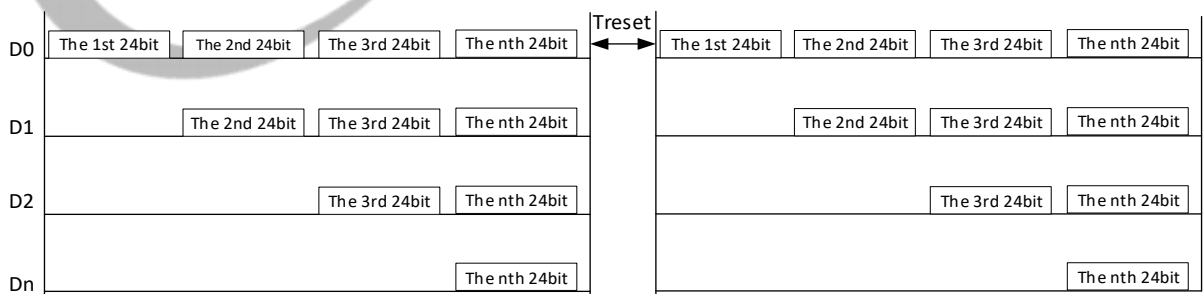 Treset
D0 The 1st 24bit The 2nd 24bit The 3rd 24bit The nth 24bit The 1st 24bit The 2nd 24bit The 3rd 24bit The nth 24bit
D1 The 2nd 24bit The 3rd 24bit The nth 24bit The 2nd 24bit The 3rd 24bit The nth 24bit
D2 The 3rd 24bit The nth 24bit The 3rd 24bit The nth 24bit
Dn The nth 24bit The nth 24bit